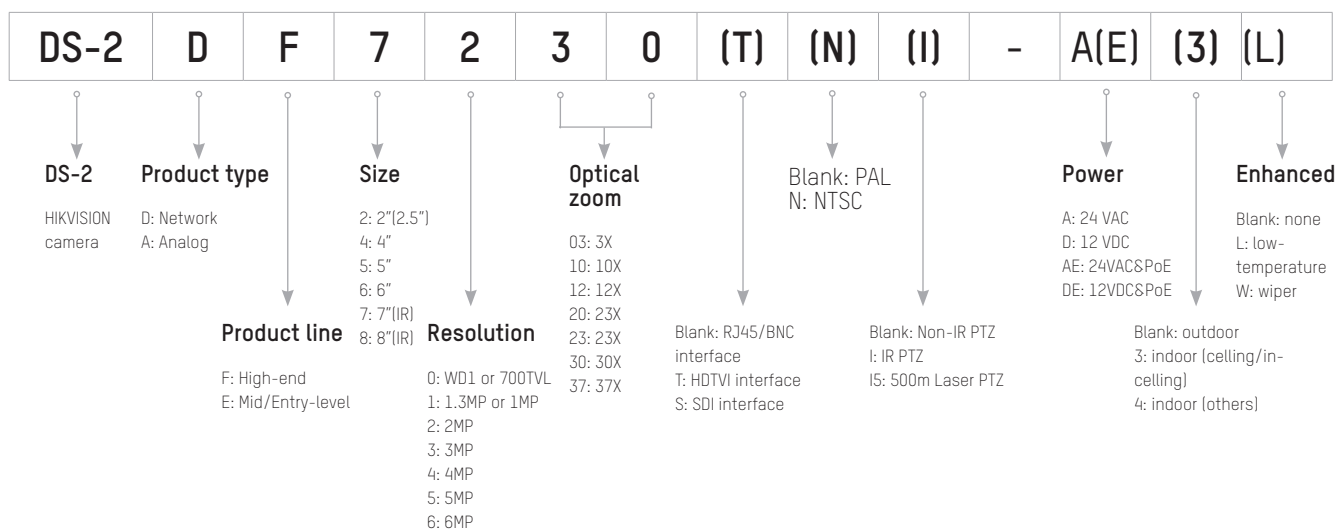 DS-2 D F 7 2 3 0 (T) (N) (I) - A(E) (3) (L)
DS-2
HIKVISION
camera
Product type
D: Network
A: Analog
Product line
F: High-end
E: Mid/Entry-level
Size
2: 2"(2.5")
4: 4"
5: 5"
6: 6"
7: 7"(IR)
8: 8"(IR)
Resolution
0: WD1 or 700TVL
1: 1.3MP or 1MP
2: 2MP
3: 3MP
4: 4MP
5: 5MP
6: 6MP
Optical
zoom
03: 3X
10: 10X
12: 12X
20: 23X
23: 23X
30: 30X
37: 37X
Blank: RJ45/BNC
interface
T: HDTVI interface
S: SDI interface
Blank: PAL
N: NTSC
Blank: Non-IR PTZ
I: IR PTZ
I5: 500m Laser PTZ
Power
A: 24 VAC
D: 12 VDC
AE: 24VAC&PoE
DE: 12VDC&PoE
Blank: outdoor
3: indoor (celling/in-
celling)
4: indoor (others)
Enhanced
Blank: none
L: low-
temperature
W: wiper